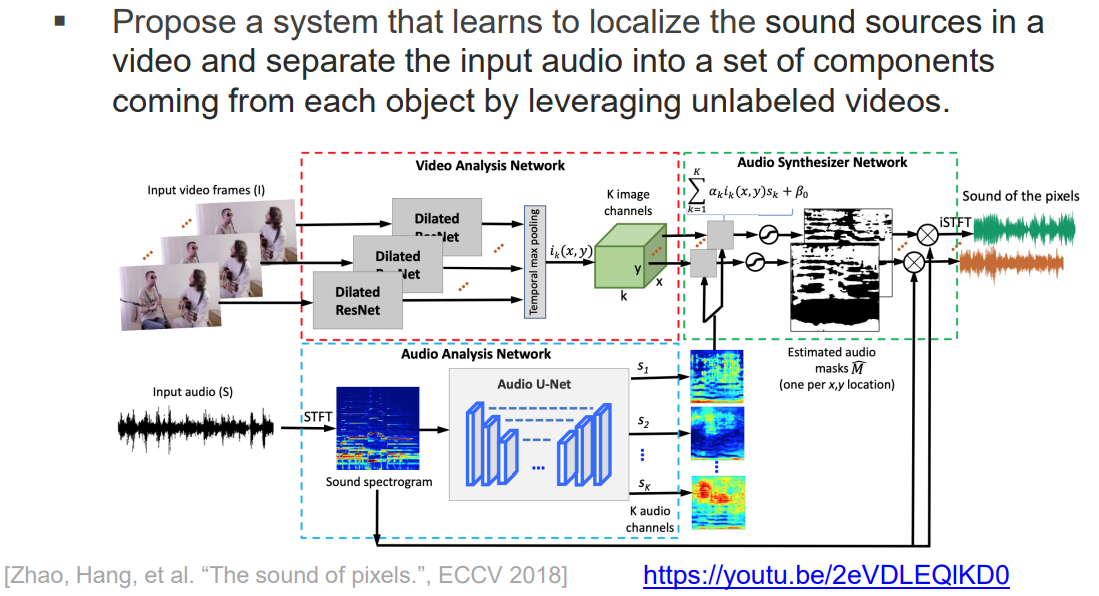 ▪ Propose a system that learns to localize the sound sources in a
video and separate the input audio into a set of components
coming from each object by leveraging unlabeled videos.
Video Analysis Network
Audio Synthesizer Network
Input video frames (I)
Dilated
ResNet
Dilated
ResNet
Dilated
ResNet
Temporal max pooling
i_k(x,y)
K image
channels
y
x
k
\sum_{k=1}^{K} α_k i_k(x,y)s_k + β_0
Sound of the pixels
iSTFT
Estimated audio
masks \hat{M}
(one per x,y location)
Audio Analysis Network
Input audio (S)
STFT
Sound spectrogram
Audio U-Net
...
s_1
s_2
s_K
K audio
channels
[Zhao, Hang, et al. “The sound of pixels.”, ECCV 2018]
https://youtu.be/2eVDLEQlKD0